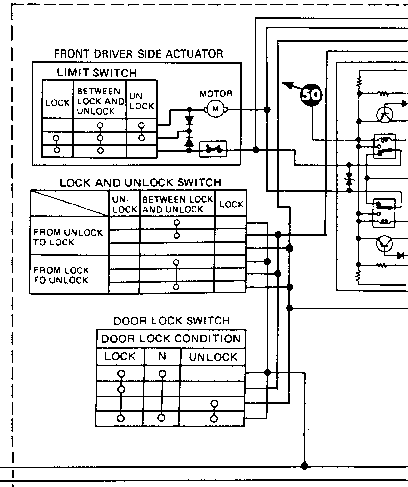 FRONT DRIVER SIDE ACTUATOR
LIMIT SWITCH
LOCK
BETWEEN
LOCK AND
UNLOCK
UN
LOCK
MOTOR
M
50
LOCK AND UNLOCK SWITCH
UN-
LOCK
BETWEEN LOCK
AND UNLOCK
LOCK
FROM UNLOCK
TO LOCK
FROM LOCK
TO UNLOCK
DOOR LOCK SWITCH
DOOR LOCK CONDITION
LOCK N UNLOCK